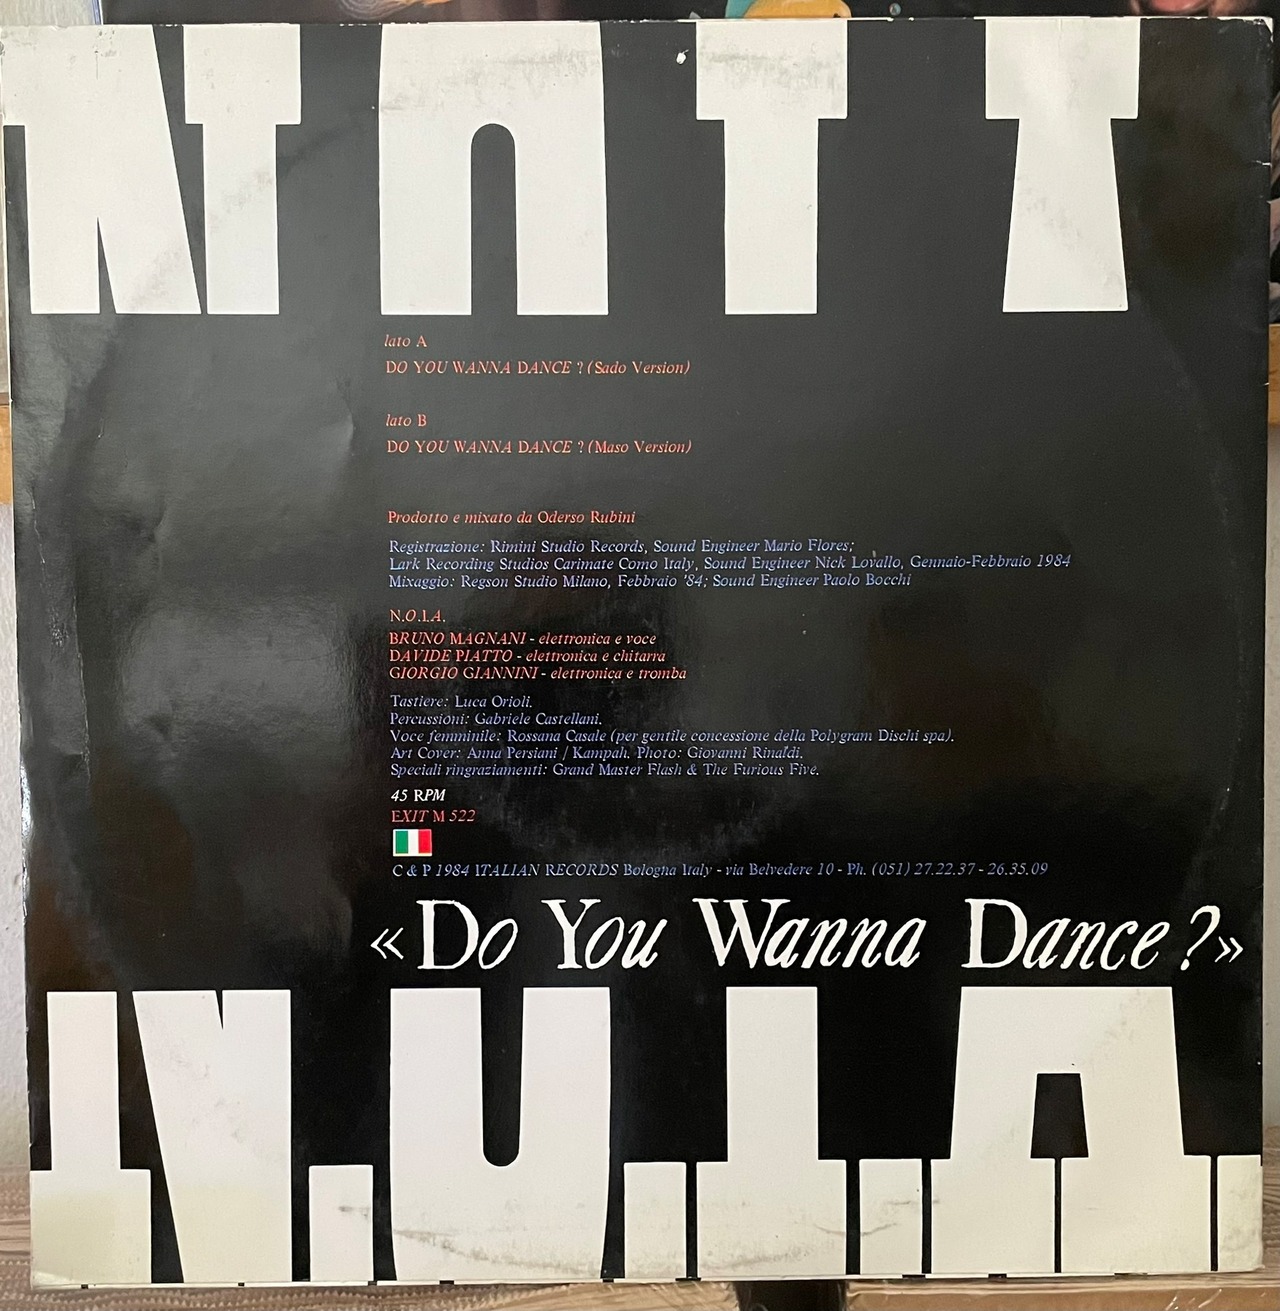 lato A
DO YOU WANNA DANCE ? (Sado Version)
lato B
DO YOU WANNA DANCE ? (Maso Version)
Prodotto e mixato da Oderso Rubini
Registrazione: Rimini Studio Records, Sound Engineer Mario Flores;
Lark Recording Studios Carimate Como Italy, Sound Engineer Nick Lovallo, Gennaio-Febbraio 1984
Mixaggio: Regson Studio Milano, Febbraio '84; Sound Engineer Paolo Bocchi
N.O.I.A.
BRUNO MAGNANI - elettronica e voce
DAVIDE PIATTO - elettronica e chitarra
GIORGIO GIANNINI - elettronica e tromba
Tastiere: Luca Orioli.
Percussioni: Gabriele Castellani.
Voce femminile: Rossana Casale (per gentile concessione della Polygram Dischi spa).
Art Cover: Anna Persiani / Kampah. Photo: Giovanni Rinaldi.
Speciali ringraziamenti: Grand Master Flash & The Furious Five.
45 RPM
EXIT M 522
C & P 1984 ITALIAN RECORDS Bologna Italy - via Belvedere 10 - Ph. (051) 27.22.37 - 26.35.09
«Do You Wanna Dance ?»
N.O.I.A.